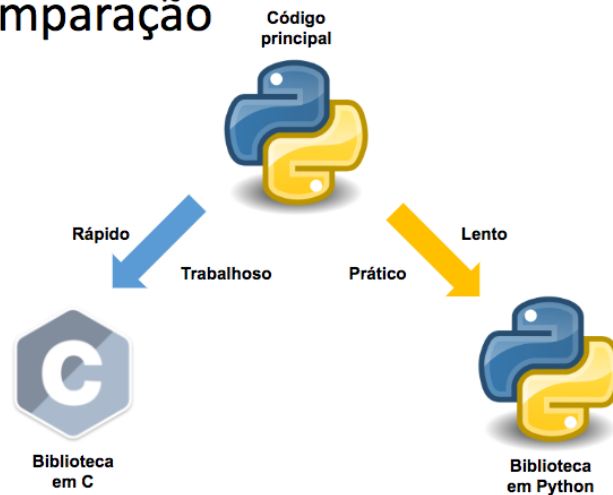 mparação
Código
principal
Rápido
Lento
Trabalhoso
Prático
C
Biblioteca
em C
Biblioteca
em Python